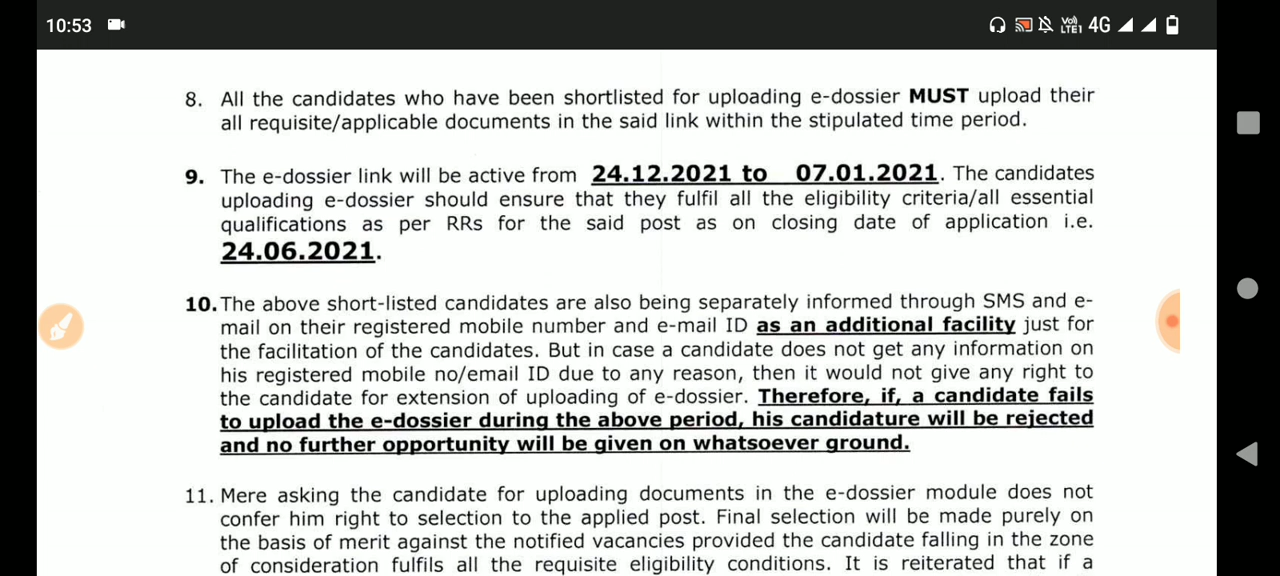 10:53
Vo) LTE1 4G
8. All the candidates who have been shortlisted for uploading e-dossier MUST upload their
all requisite/applicable documents in the said link within the stipulated time period.
9. The e-dossier link will be active from 24.12.2021 to 07.01.2021. The candidates
uploading e-dossier should ensure that they fulfil all the eligibility criteria/all essential
qualifications as per RRs for the said post as on closing date of application i.e.
24.06.2021.
10. The above short-listed candidates are also being separately informed through SMS and e-
mail on their registered mobile number and e-mail ID as an additional facility just for
the facilitation of the candidates. But in case a candidate does not get any information on
his registered mobile no/email ID due to any reason, then it would not give any right to
the candidate for extension of uploading of e-dossier. Therefore, if, a candidate fails
to upload the e-dossier during the above period, his candidature will be rejected
and no further opportunity will be given on whatsoever ground.
11. Mere asking the candidate for uploading documents in the e-dossier module does not
confer him right to selection to the applied post. Final selection will be made purely on
the basis of merit against the notified vacancies provided the candidate falling in the zone
of consideration fulfils all the requisite eligibility conditions. It is reiterated that if a